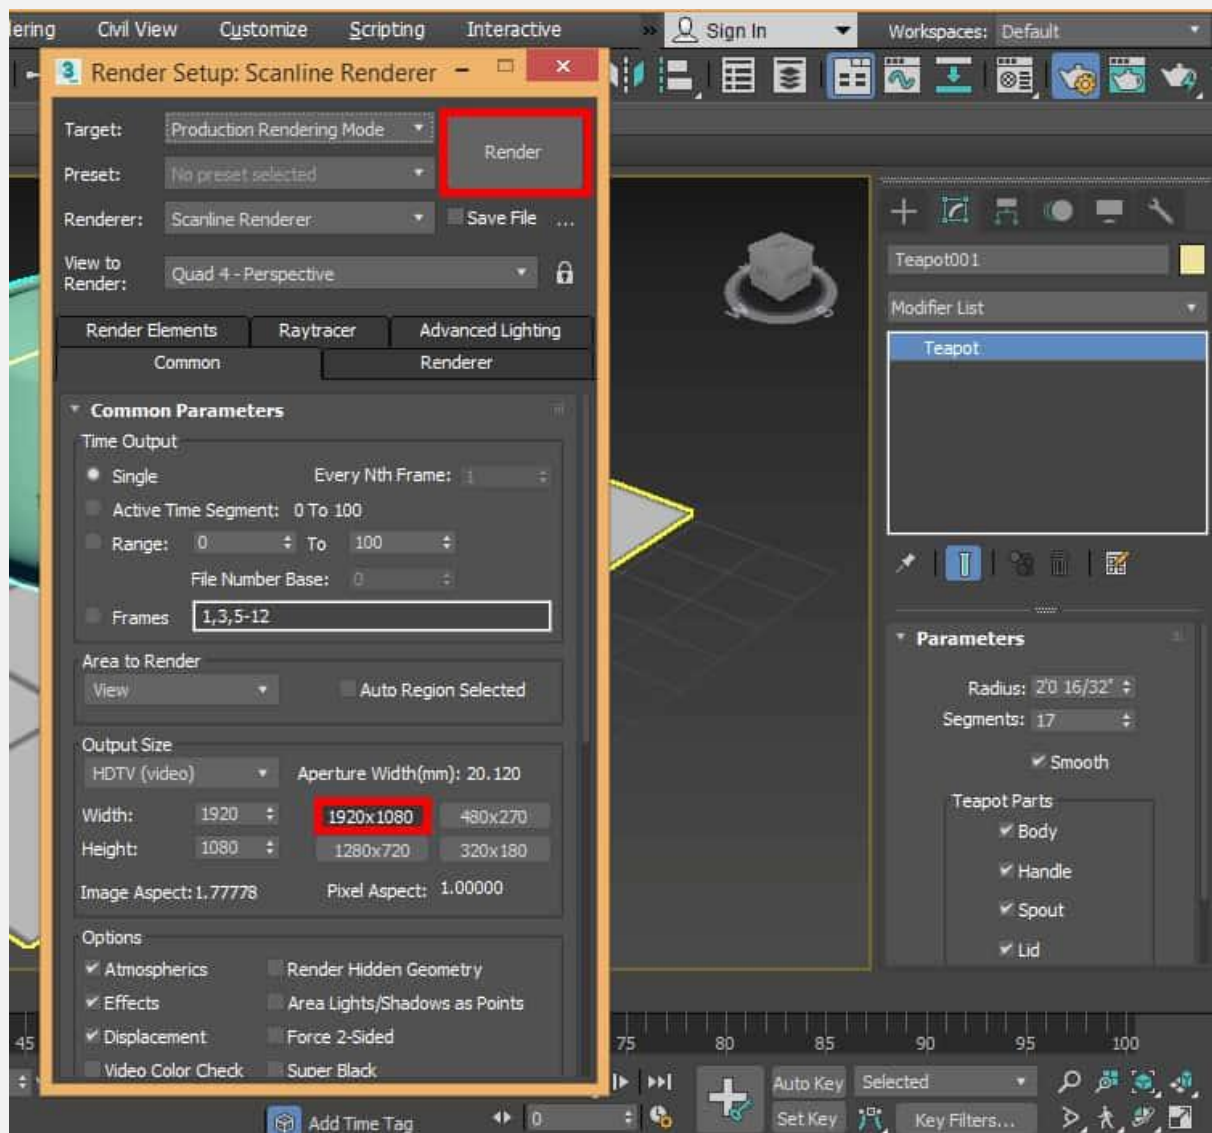 ering Civil View Customize Scripting Interactive » Sign In Workspaces: Default
3 Render Setup: Scanline Renderer
Target: Production Rendering Mode
Render
Preset: No preset selected
Renderer: Scanline Renderer Save File ...
View to
Render: Quad 4 - Perspective
Render Elements Raytracer Advanced Lighting
Common Renderer
Common Parameters
Time Output
Single Every Nth Frame: 1
Active Time Segment: 0 To 100
Range: 0 To 100
File Number Base: 0
Frames 1,3,5-12
Area to Render
View Auto Region Selected
Output Size
HDTV (video) Aperture Width(mm): 20.120
Width: 1920 1920x1080 480x270
Height: 1080 1280x720 320x180
Image Aspect: 1.77778 Pixel Aspect: 1.00000
Options
Atmospherics Render Hidden Geometry
Effects Area Lights/Shadows as Points
Displacement Force 2-Sided
Video Color Check Super Black
Teapot001
Modifier List
Teapot
Parameters
Radius: 2'0 16/32"
Segments: 17
Smooth
Teapot Parts
Body
Handle
Spout
Lid
45 75 80 85 90 95 100
Auto Key Selected
Add Time Tag 0 Set Key Key Filters...